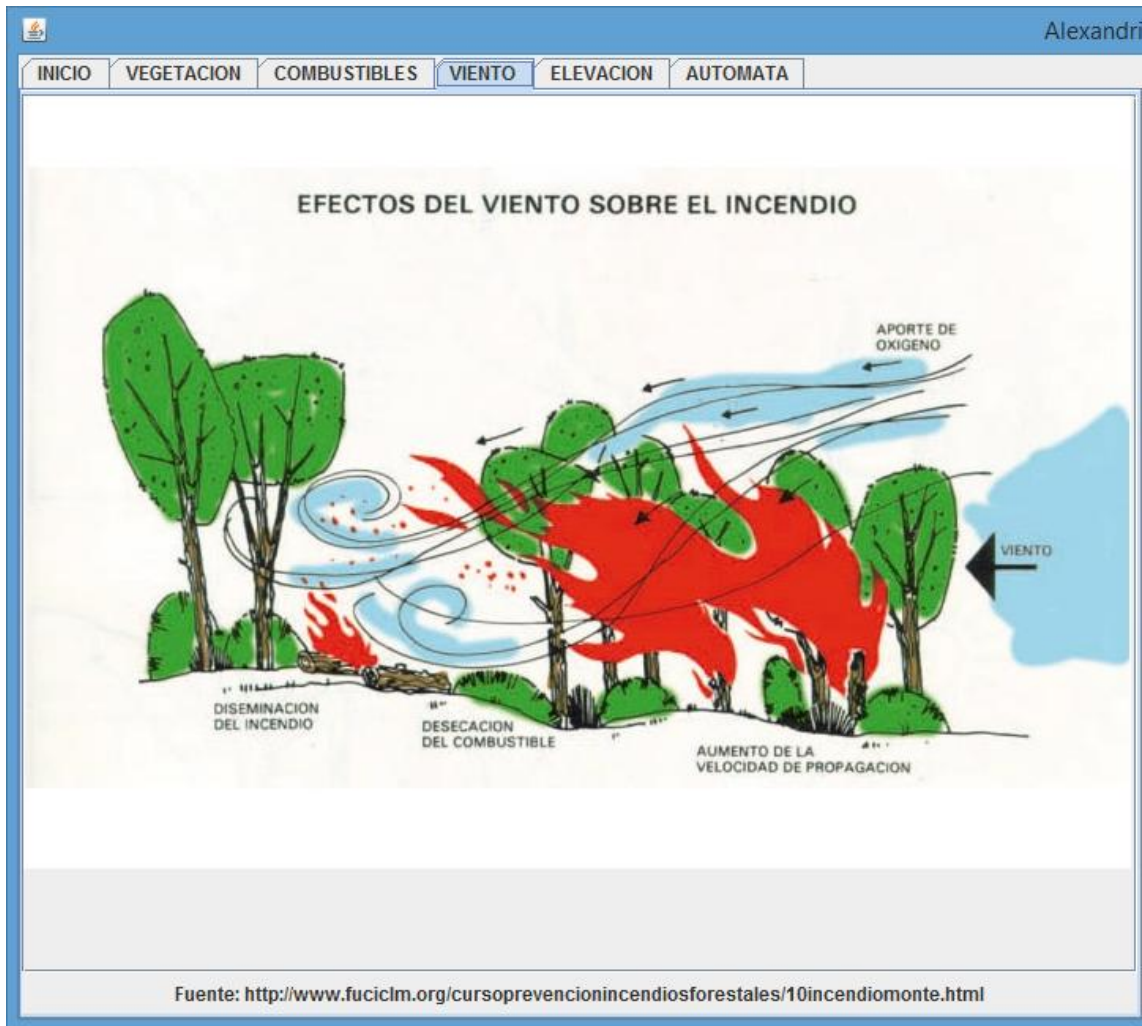 Alexandri
INICIO VEGETACION COMBUSTIBLES VIENTO ELEVACION AUTOMATA
EFECTOS DEL VIENTO SOBRE EL INCENDIO
APORTE DE
OXIGENO
VIENTO
DISEMINACION
DEL INCENDIO
DESECACION
DEL COMBUSTIBLE
AUMENTO DE LA
VELOCIDAD DE PROPAGACION
Fuente: http://www.fuciclm.org/cursoprevencionincendiosforestales/10incendiomonte.html